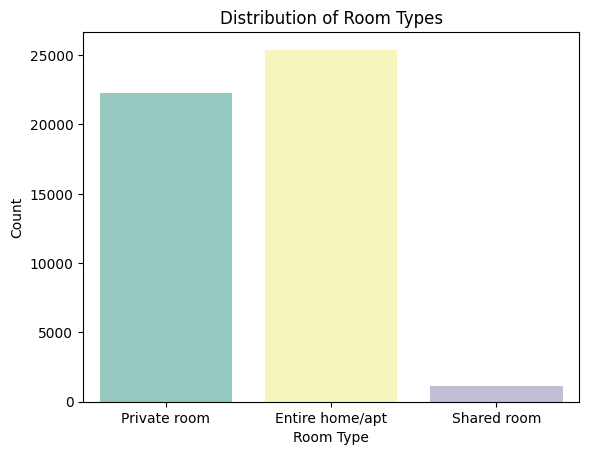 Distribution of Room Types
Count
25000
20000
15000
10000
5000
0
Private room Entire home/apt Shared room
Room Type